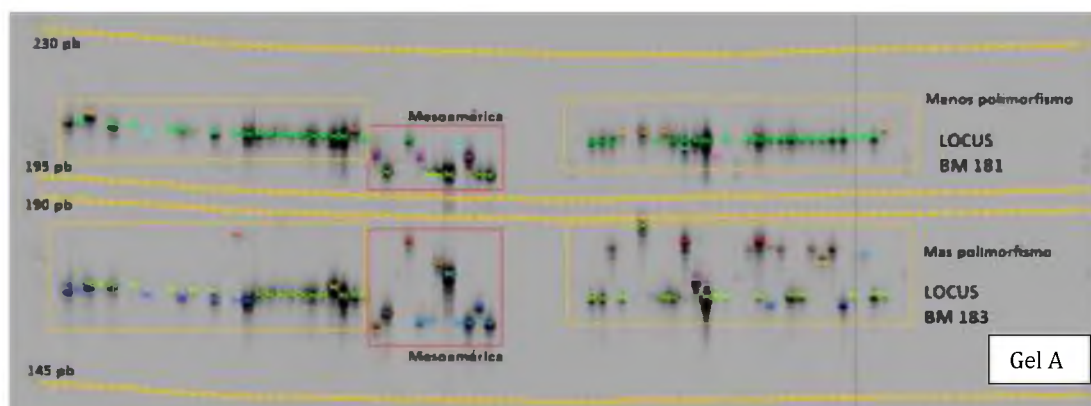 230 pb
Mesoamérica
Menos polimorfismo
LOCUS
BM 181
195 pb
190 pb
Mas polimorfismo
LOCUS
BM 183
Mesoamérica
145 pb
Gel A